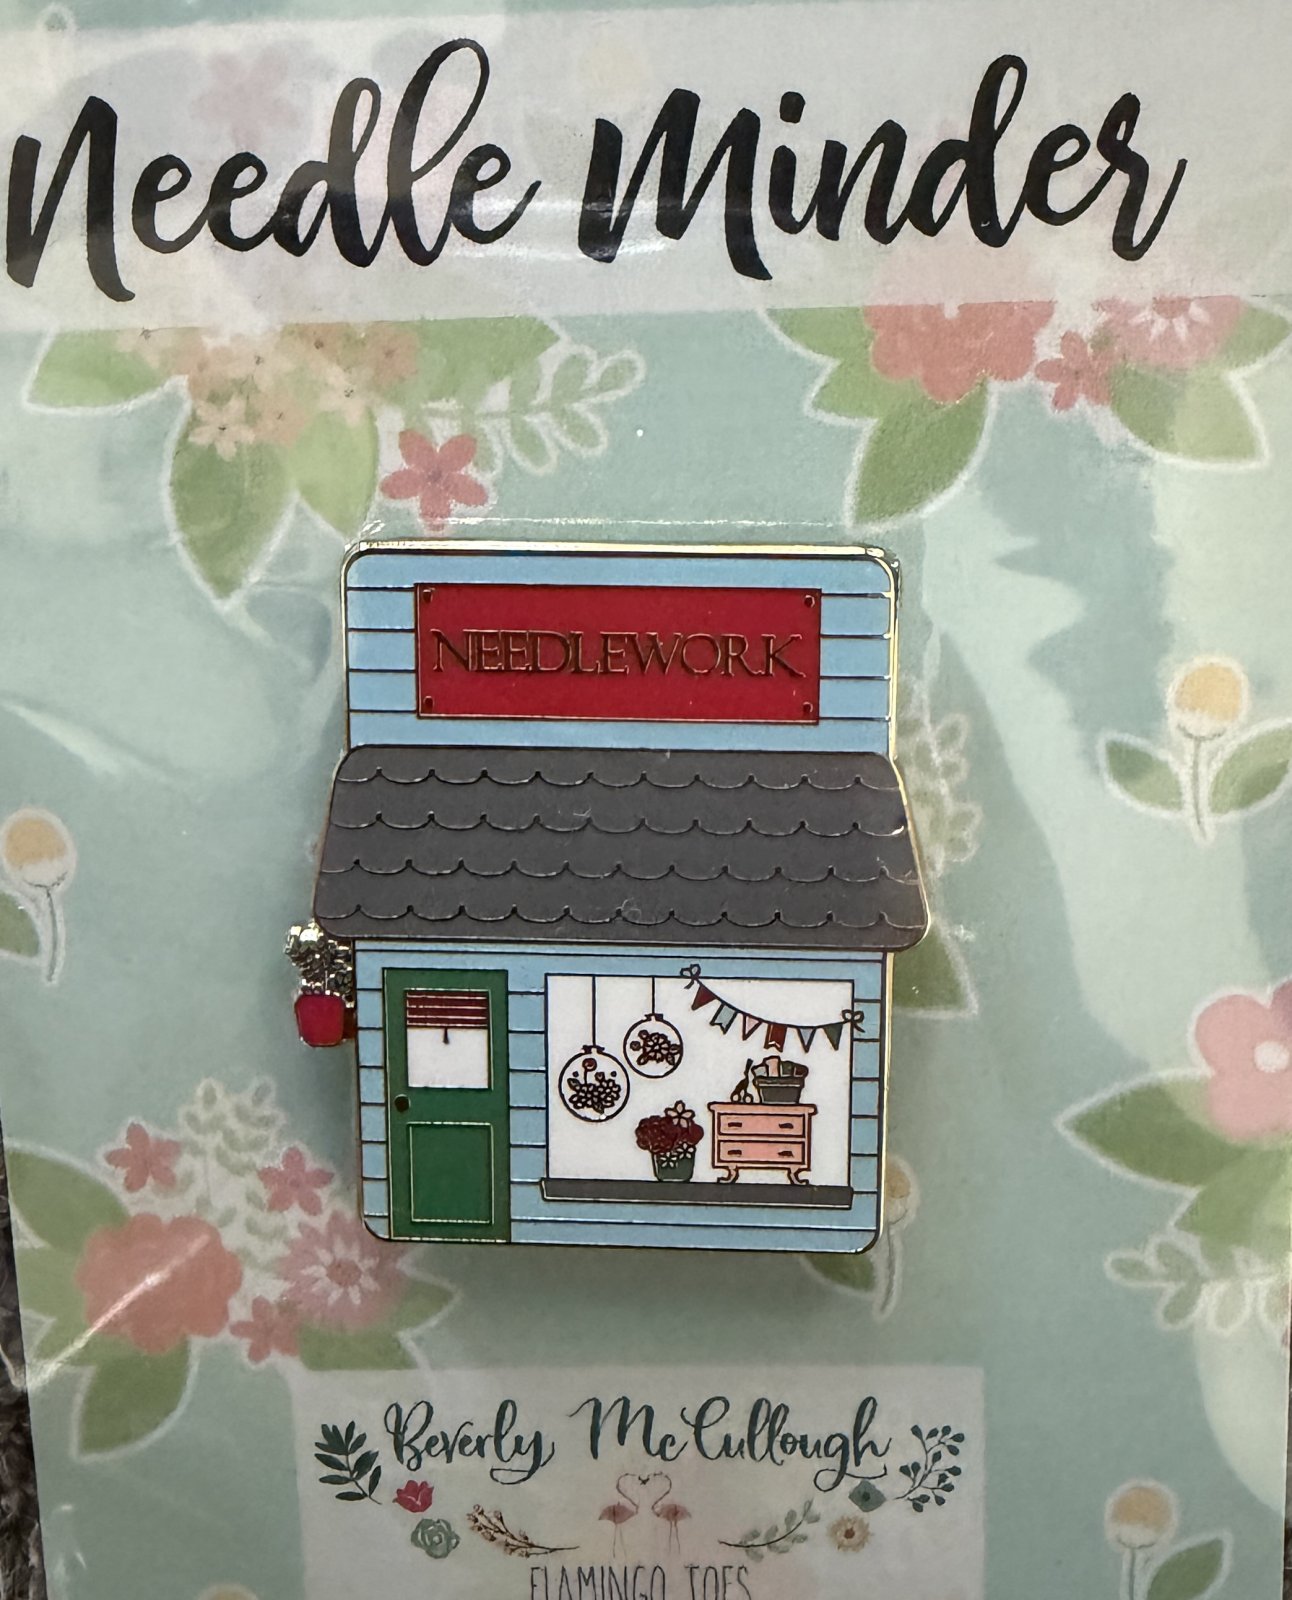 Needle Minder
NEEDLEWORK
Beverly McCullough
FLAMINGO TOES